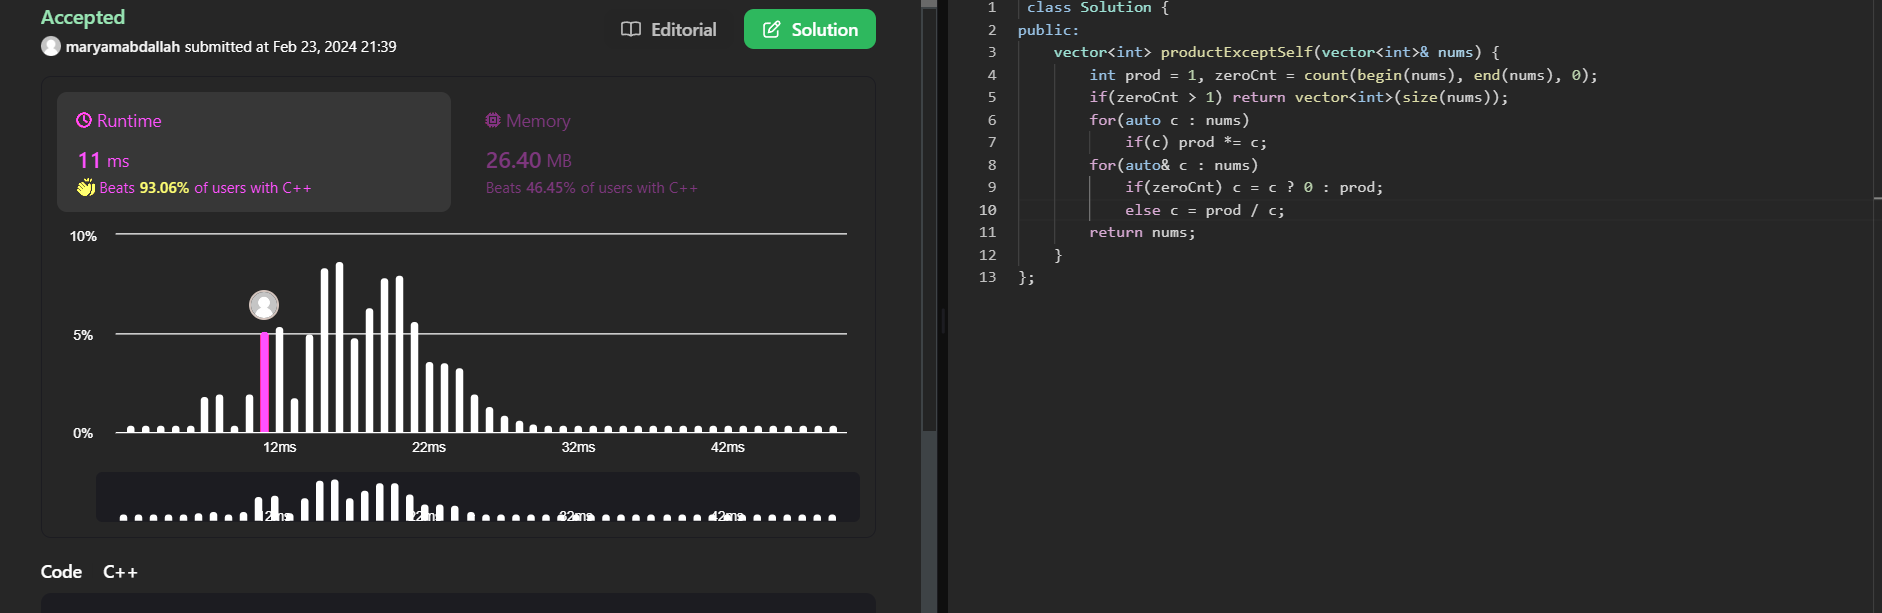 Accepted
maryamabdallah submitted at Feb 23, 2024 21:39
Editorial
Solution
Runtime
11 ms
Beats 93.06% of users with C++
Memory
26.40 MB
Beats 46.45% of users with C++
10%
5%
0%
12ms 22ms 32ms 42ms
12ms 22ms 32ms 42ms
Code C++
1 class Solution {
2 public:
3 vector<int> productExceptSelf(vector<int>& nums) {
4 int prod = 1, zeroCnt = count(begin(nums), end(nums), 0);
5 if(zeroCnt > 1) return vector<int>(size(nums));
6 for(auto c : nums)
7 if(c) prod *= c;
8 for(auto& c : nums)
9 if(zeroCnt) c = c ? 0 : prod;
10 else c = prod / c;
11 return nums;
12 }
13 };